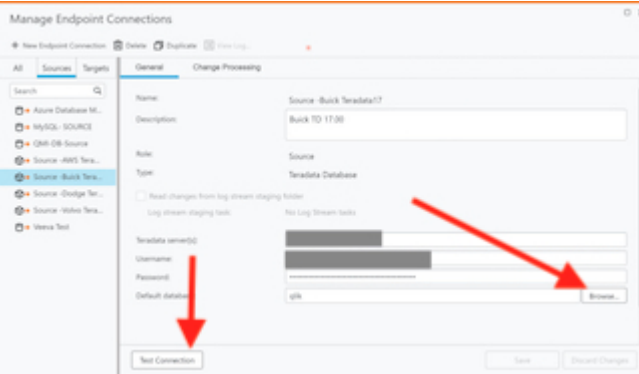 Manage Endpoint Connections
New Endpoint Connection Delete Duplicate View Log...
All Sources Targets
Search
Azure Database M...
MySQL- SOURCE
QMI-DB-Source
Source -AWS Tera...
Source -Buick Tera...
Source -Dodge Ter...
Source -Volvo Tera...
Veeva Test
General Change Processing
Name: Source -Buick Teradata17
Description: Buick TD 17.00
Role: Source
Type: Teradata Database
Read changes from log stream staging folder
Log stream staging task: No Log Stream tasks
Teradata server(s):
Username:
Password:
Default database: qlik Browse...
Test Connection Save Discard Changes